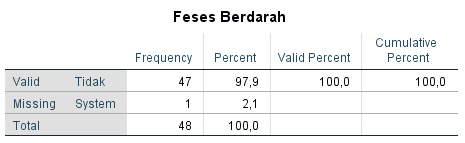 Feses Berdarah
Frequency Percent Valid Percent Cumulative Percent
Valid Tidak 47 97,9 100,0 100,0
Missing System 1 2,1
Total 48 100,0